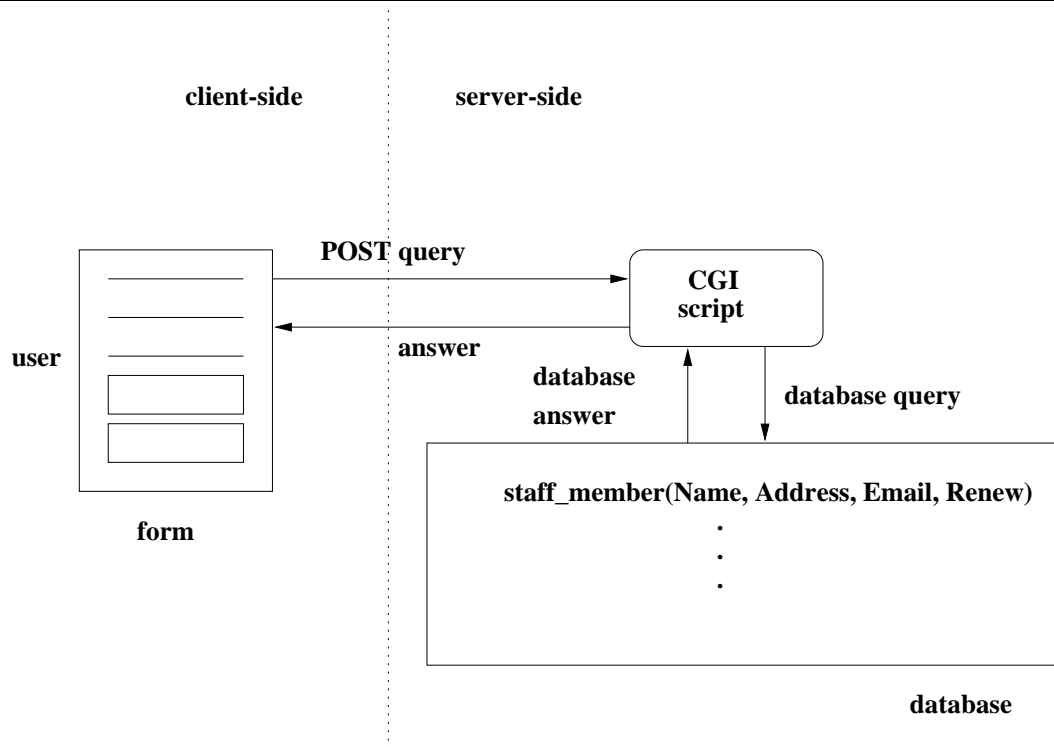 client-side
server-side
POST query
CGI
script
answer
user
database
answer
database query
staff_member(Name, Address, Email, Renew)
.
.
.
form
database